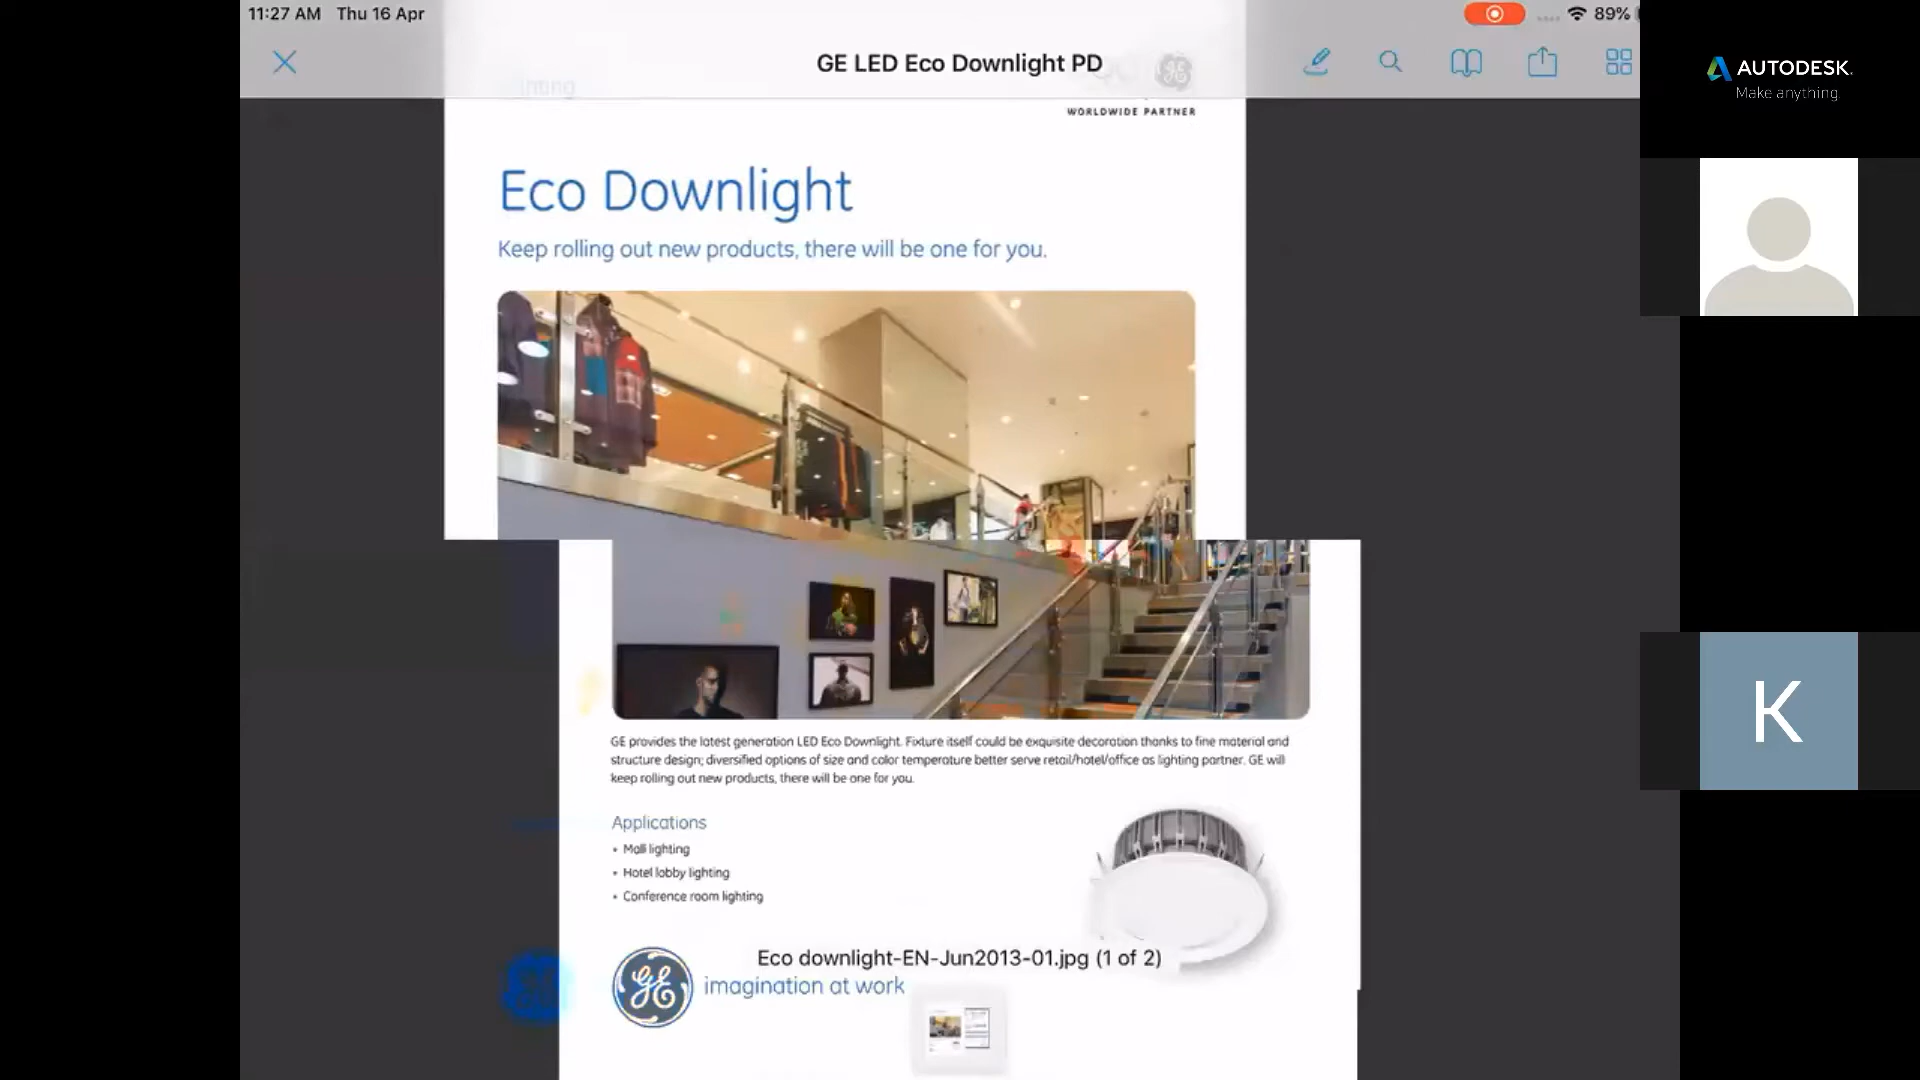 11:27 AM Thu 16 Apr
89%
GE LED Eco Downlight PD
AUTODESK.
Make anything.
WORLDWIDE PARTNER
Eco Downlight
Keep rolling out new products, there will be one for you.
GE provides the latest generation LED Eco Downlight. Fixture itself could be exquisite decoration thanks to fine material and
structure design; diversified options of size and color temperature better serve retail/hotel/office as lighting partner. GE will
keep rolling out new products, there will be one for you.
Applications
• Mall lighting
• Hotel lobby lighting
• Conference room lighting
Eco downlight-EN-Jun2013-01.jpg (1 of 2)
GE
imagination at work
K